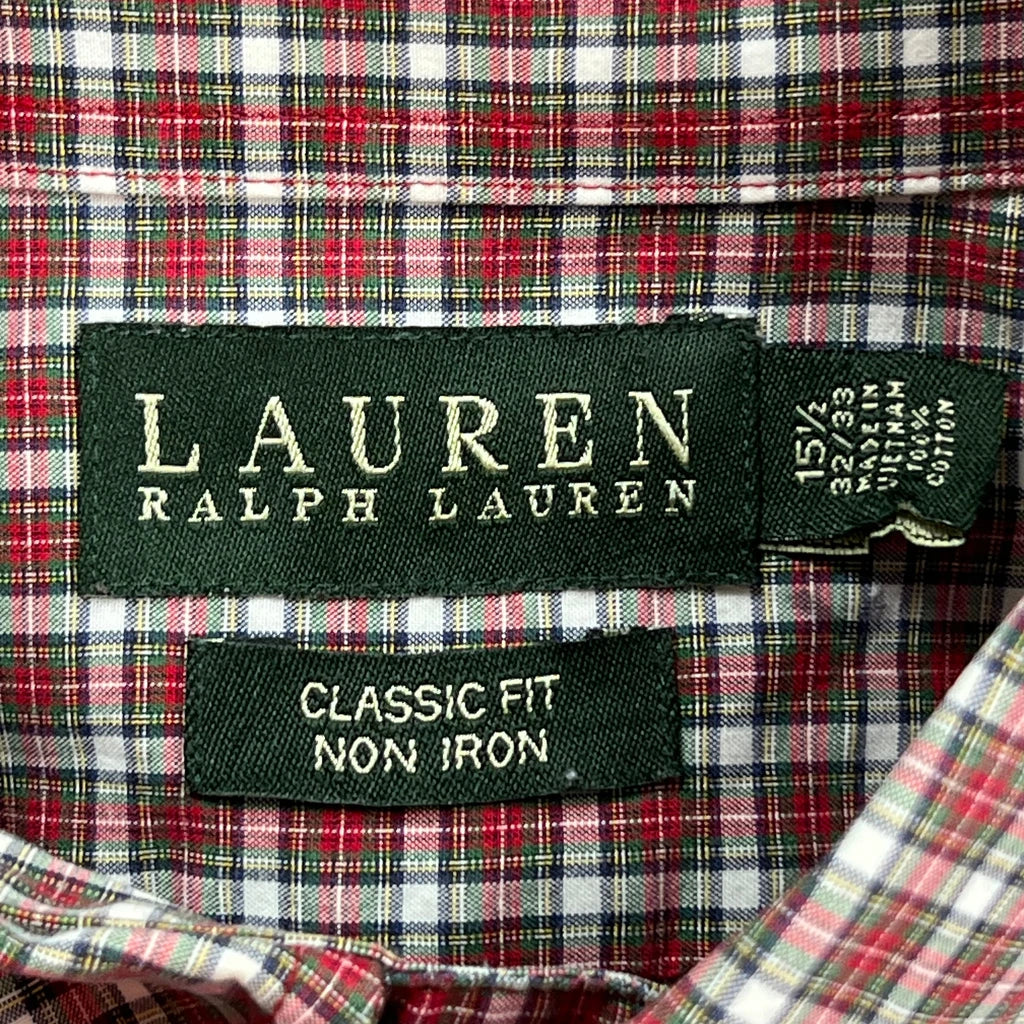 LAUREN
RALPH LAUREN
15½
32/33
MADE IN
VIETNAM
100%
COTTON
CLASSIC FIT
NON IRON